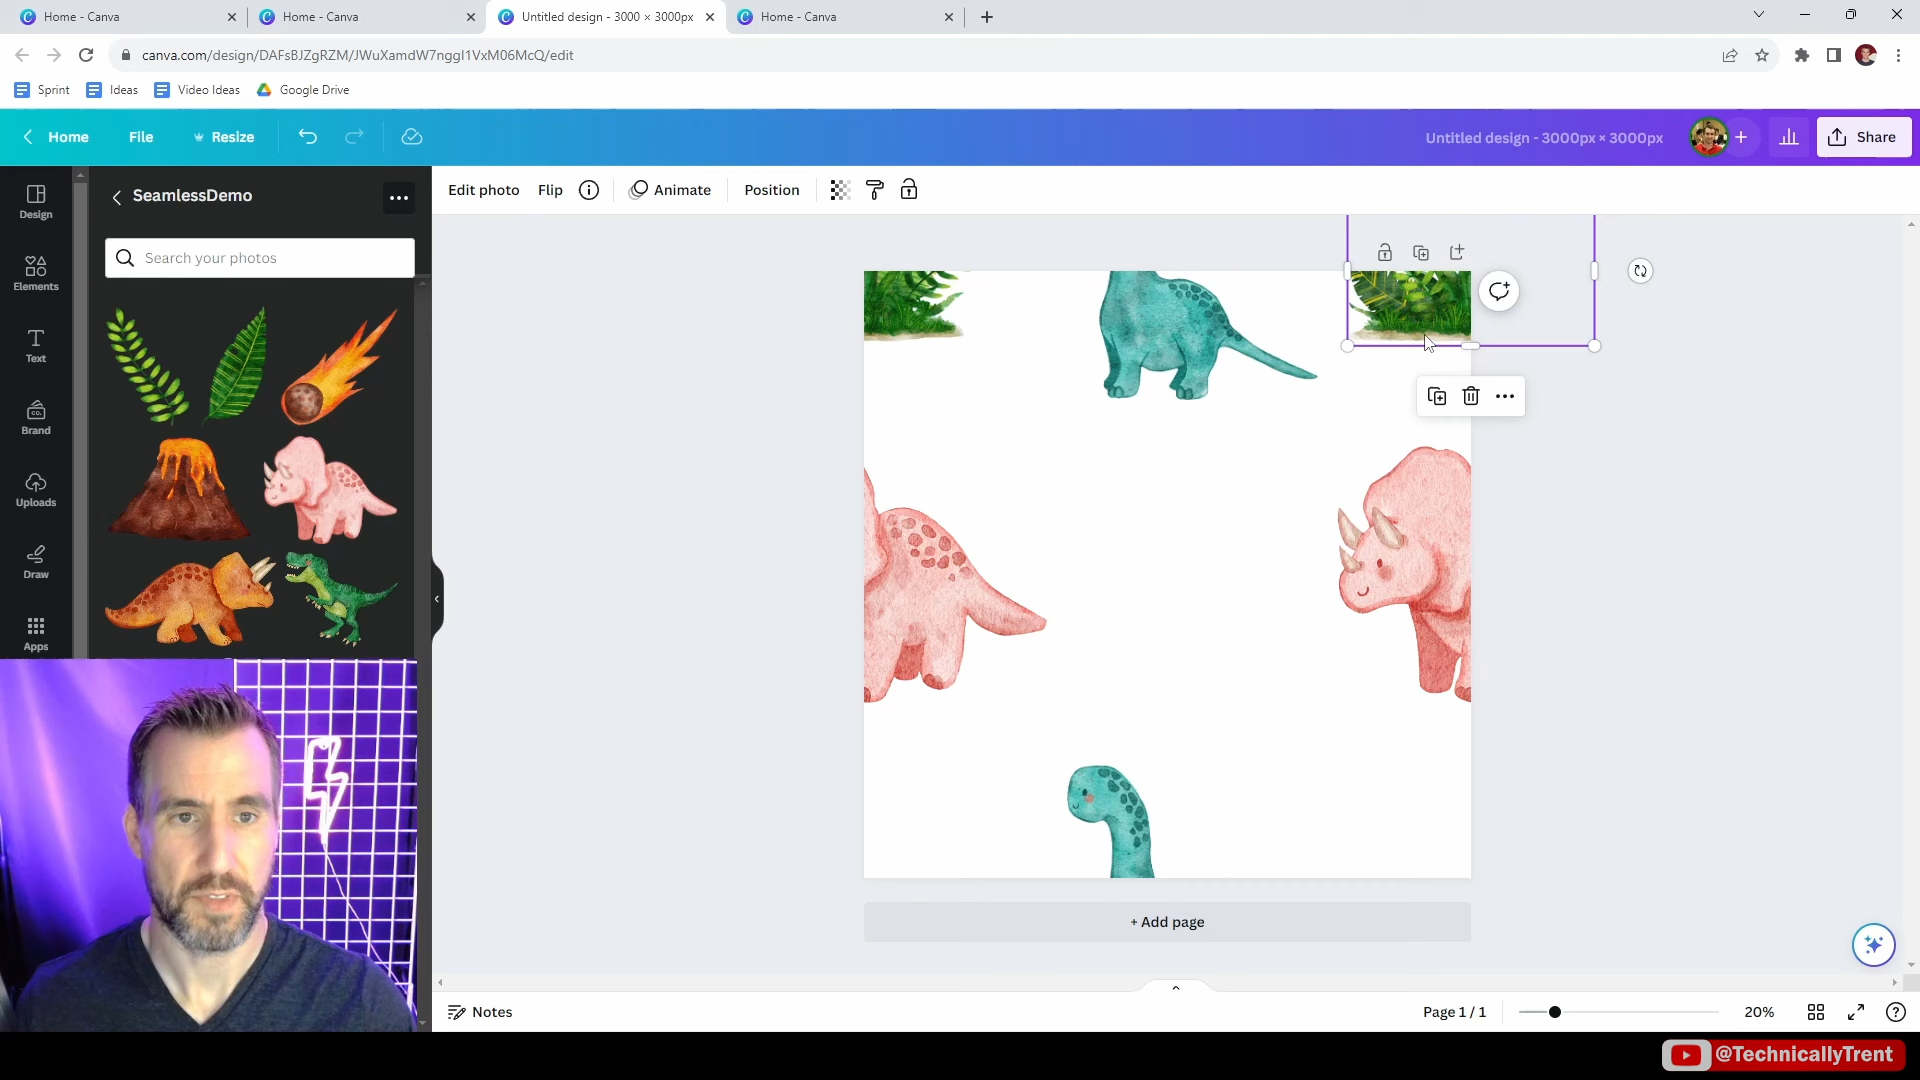 Home - Canva
Home - Canva
Untitled design - 3000 × 3000px
Home - Canva
canva.com/design/DAFsBJZgRZM/JWuXamdW7nggI1VxM06McQ/edit
Sprint
Ideas
Video Ideas
Google Drive
Home
File
Resize
Untitled design - 3000px × 3000px
Share
Design
Elements
Text
Brand
Uploads
Draw
Apps
SeamlessDemo
Search your photos
Edit photo
Flip
Animate
Position
+ Add page
Notes
Page 1 / 1
20%
@TechnicallyTrent